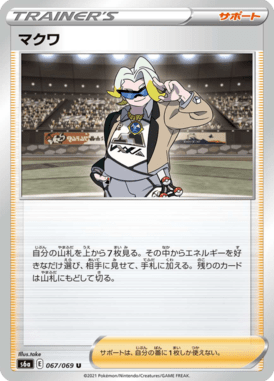 TRAINER'S
サポート
マクワ
自分の山札を上から7枚見る。その中からエネルギーを好
きなだけ選び、相手に見せて、手札に加える。残りのカード
は山札にもどして切る。
Illus.take
s6a E 067/069 U
©2021 Pokémon/Nintendo/Creatures/GAME FREAK.
サポートは、自分の番に1枚しか使えない。